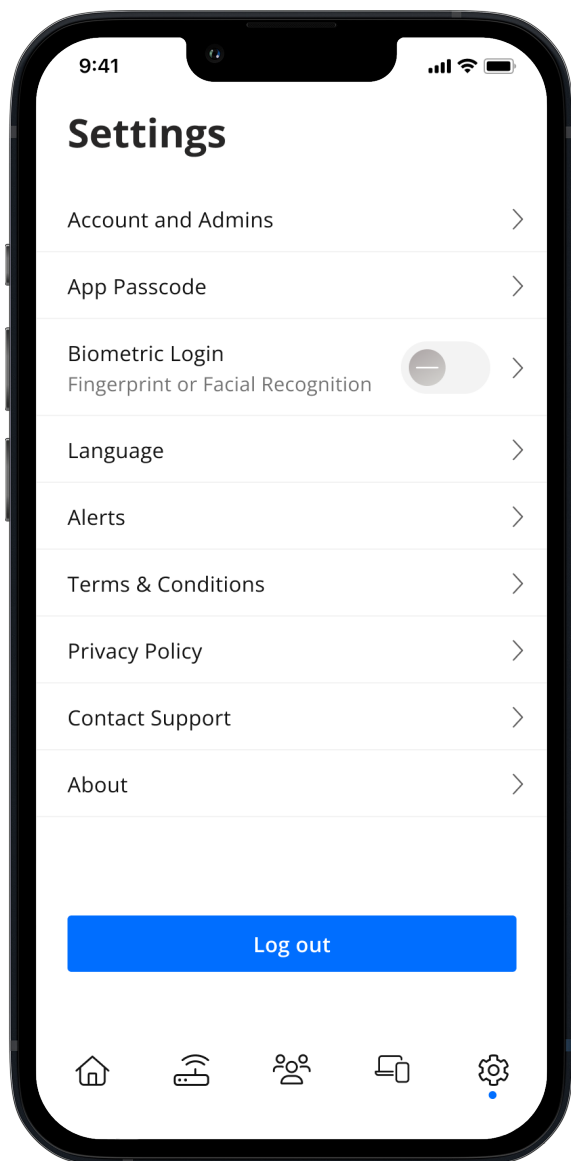 9:41
Settings
Account and Admins
App Passcode
Biometric Login
Fingerprint or Facial Recognition
Language
Alerts
Terms & Conditions
Privacy Policy
Contact Support
About
Log out